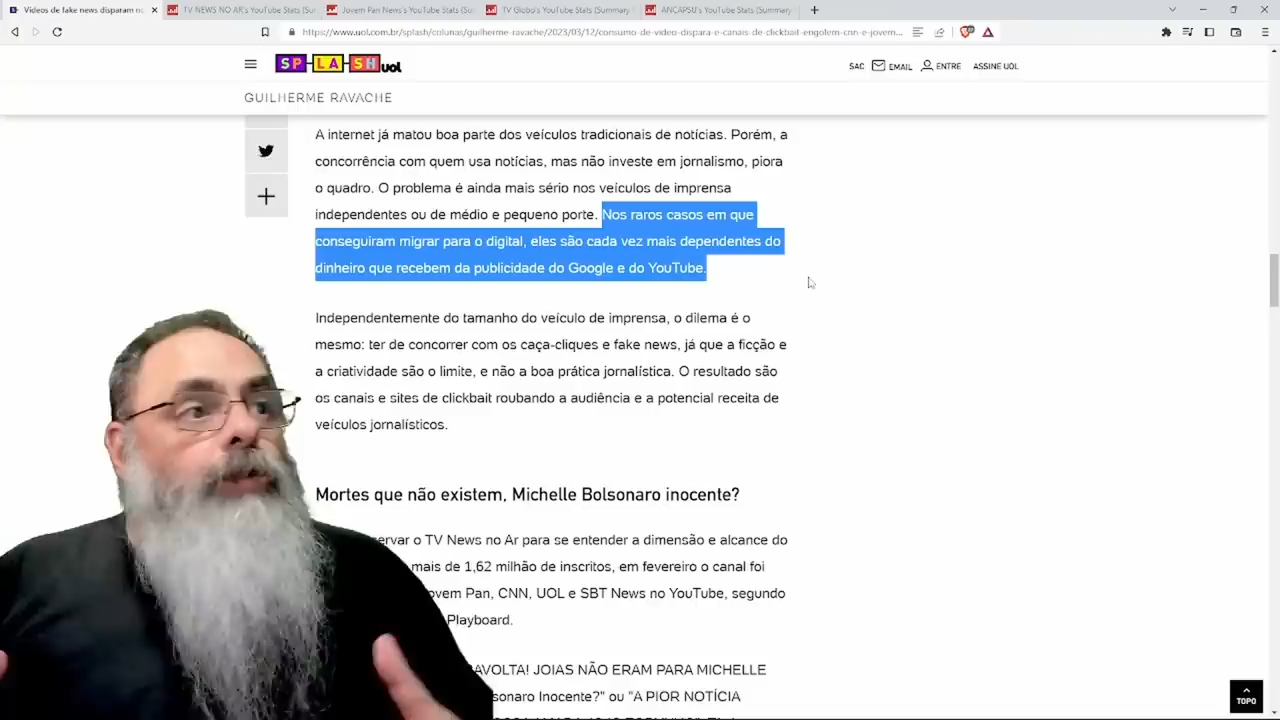 Vídeos de fake news disparam no
TV NEWS NO AR's YouTube Stats (Su
Jovem Pan News's YouTube Stats (Su
TV Globo's YouTube Stats (Summary
ANCAPSU's YouTube Stats (Summary
https://www.uol.com.br/splash/colunas/guilherme-ravache/2023/03/12/consumo-de-video-dispara-e-canais-de-clickbait-engolem-cnn-e-jovem...
SPLASH uol
SAC EMAIL ENTRE ASSINE UOL
GUILHERME RAVACHE
A internet já matou boa parte dos veículos tradicionais de notícias. Porém, a
concorrência com quem usa notícias, mas não investe em jornalismo, piora
o quadro. O problema é ainda mais sério nos veículos de imprensa
independentes ou de médio e pequeno porte. Nos raros casos em que
conseguiram migrar para o digital, eles são cada vez mais dependentes do
dinheiro que recebem da publicidade do Google e do YouTube.
Independentemente do tamanho do veículo de imprensa, o dilema é o
mesmo: ter de concorrer com os caça-cliques e fake news, já que a ficção e
a criatividade são o limite, e não a boa prática jornalística. O resultado são
os canais e sites de clickbait roubando a audiência e a potencial receita de
veículos jornalísticos.
Mortes que não existem, Michelle Bolsonaro inocente?
ervar o TV News no Ar para se entender a dimensão e alcance do
mais de 1,62 milhão de inscritos, em fevereiro o canal foi
ovem Pan, CNN, UOL e SBT News no YouTube, segundo
Playboard.
AVOLTA! JOIAS NÃO ERAM PARA MICHELLE
sonaro Inocente?" ou "A PIOR NOTÍCIA
TOPO